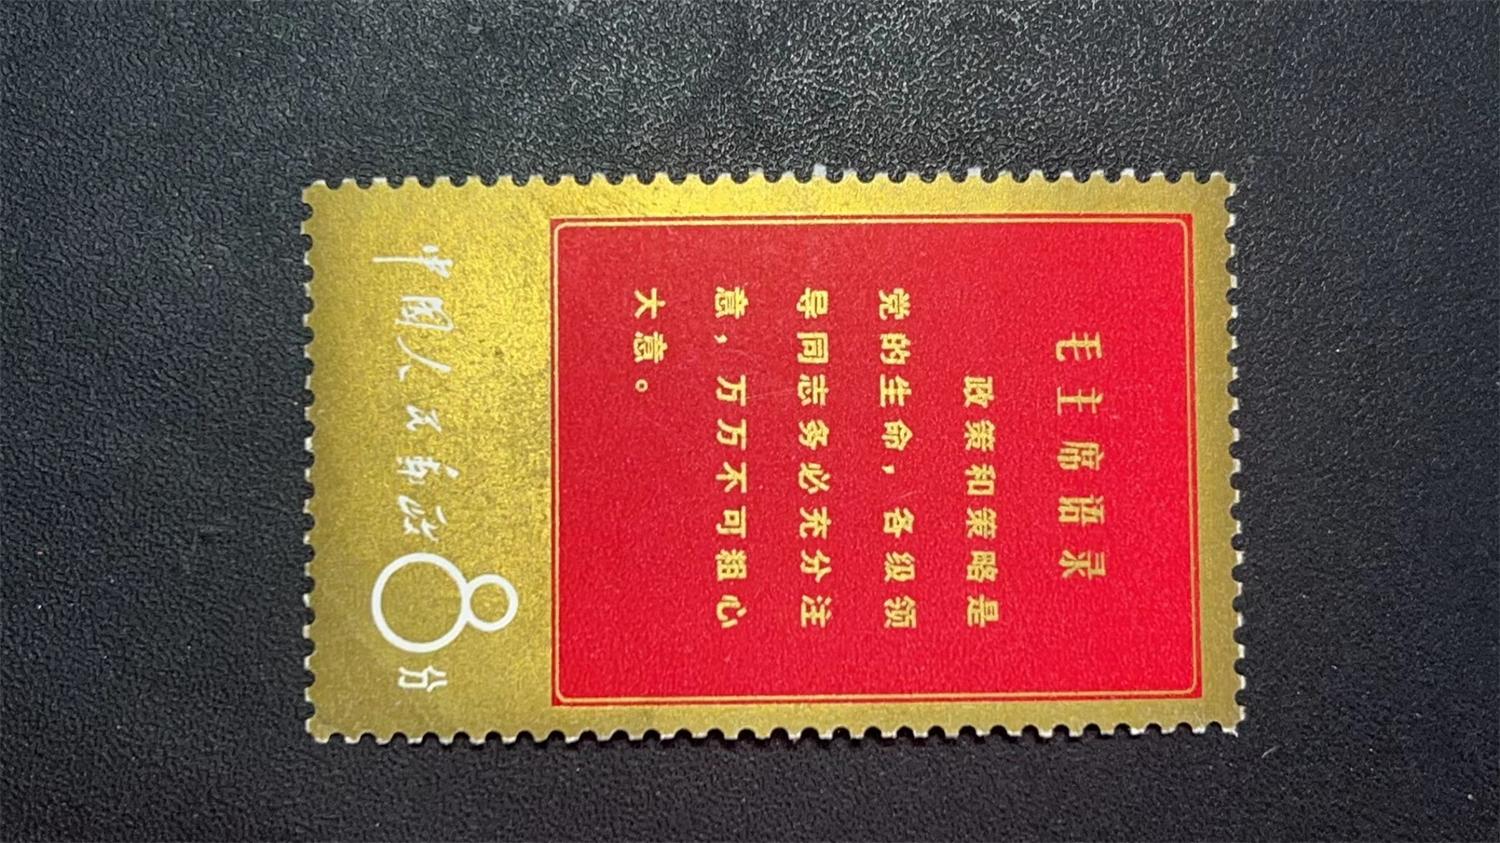 毛主席语录
政策和策略是
党的生命，各级领
导同志务必充分注
意，万万不可粗心
大意。
中国人民邮政
8分